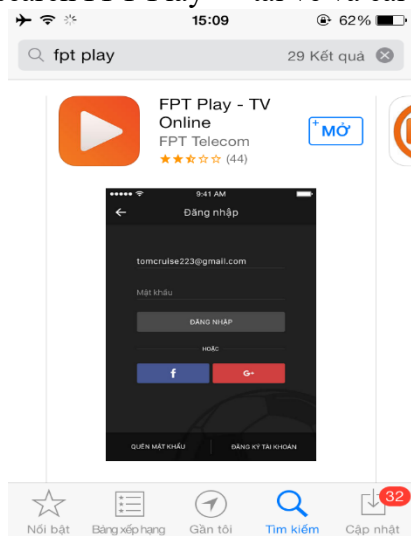 15:09
62%
fpt play
29 Kết quả
FPT Play - TV
Online
FPT Telecom
(44)
+MỞ
9:41 AM
Đăng nhập
tomcruise223@gmail.com
Mật khẩu
ĐĂNG NHẬP
HOẶC
f
G+
QUÊN MẬT KHẨU
ĐĂNG KÝ TÀI KHOẢN
32
Nổi bật
Bảng xếp hạng
Gần tôi
Tìm kiếm
Cập nhật